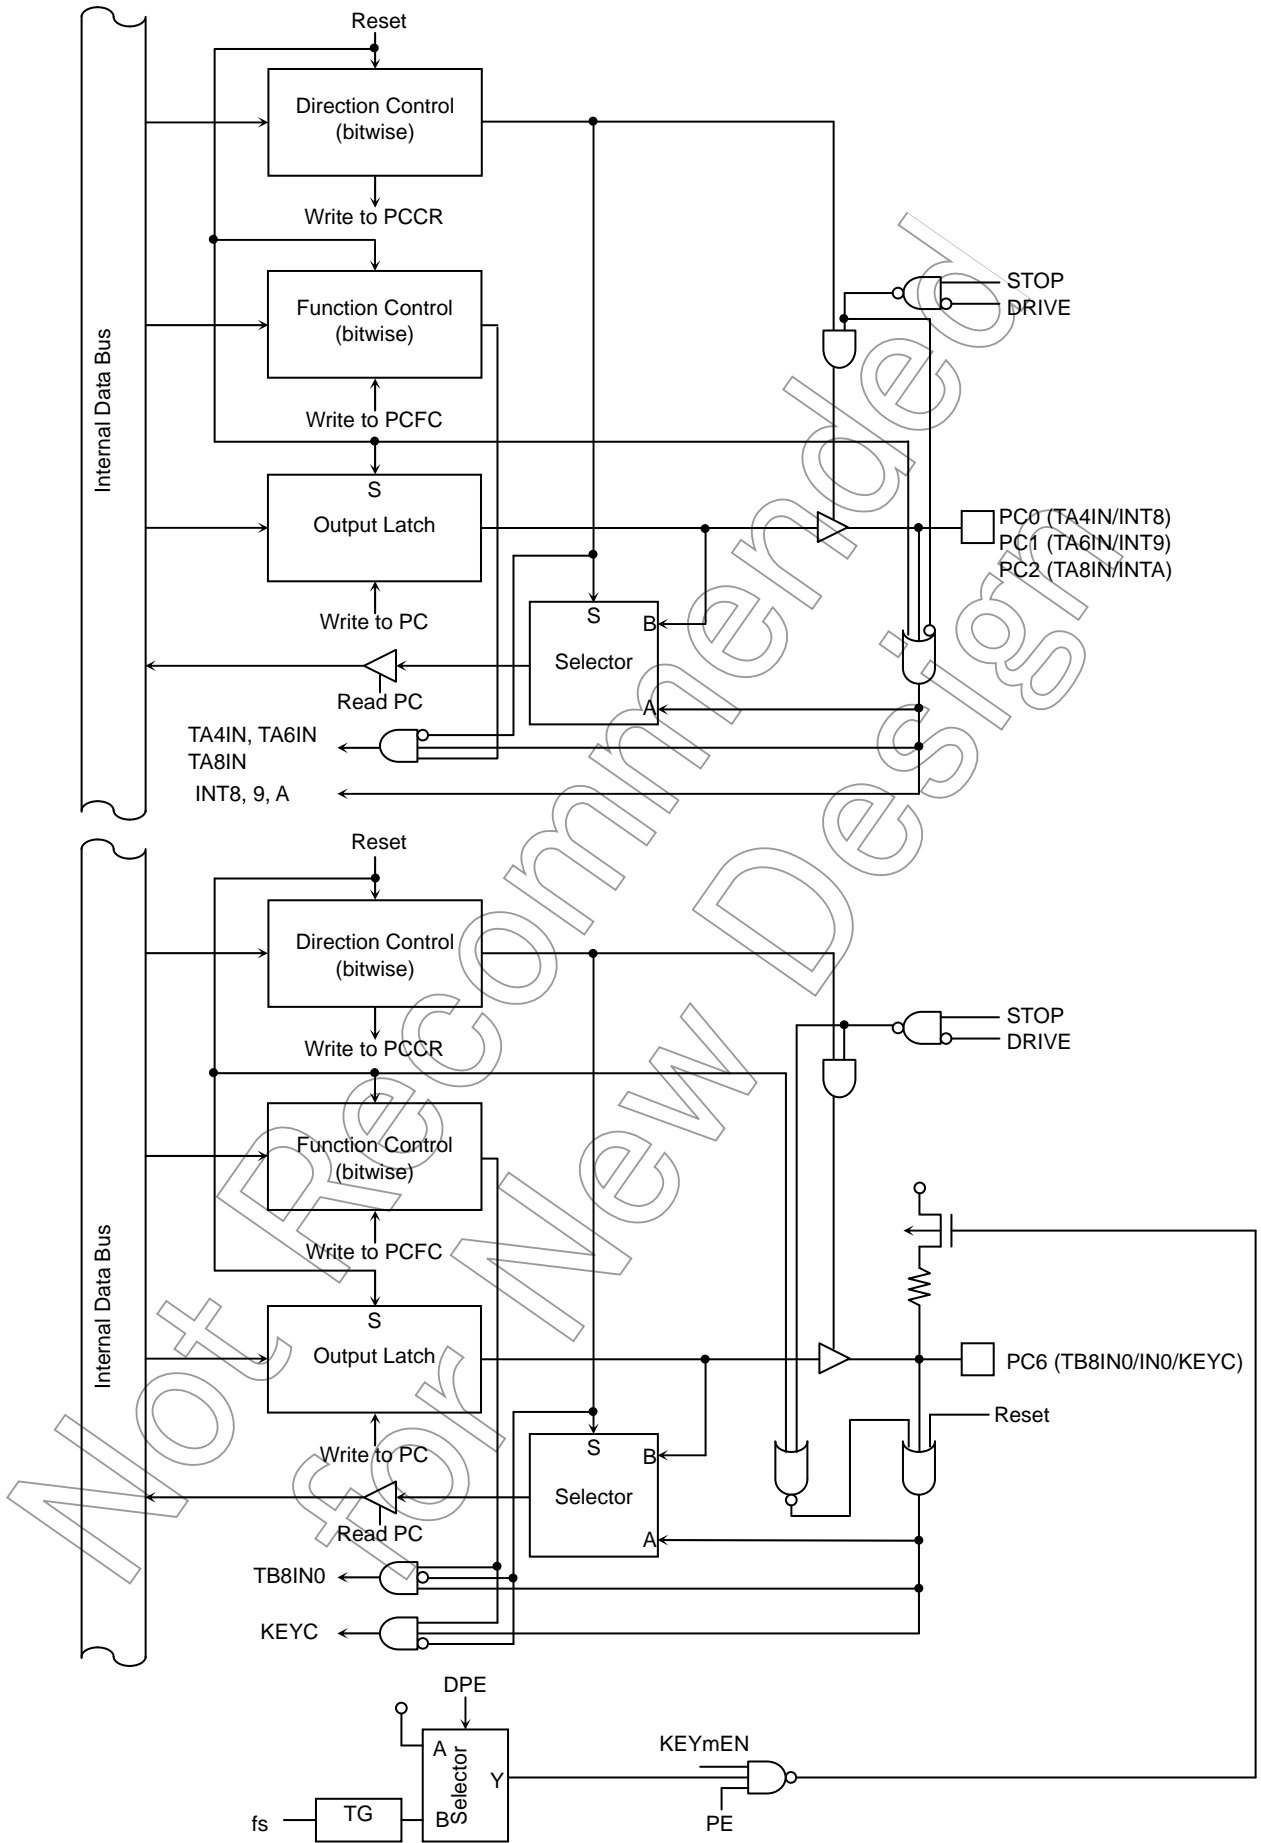 Reset
Direction Control
(bitwise)
Write to PCCR
STOP
DRIVE
Function Control
(bitwise)
Internal Data Bus
Write to PCFC
S
Output Latch
PC0 (TA4IN/INT8)
PC1 (TA6IN/INT9)
PC2 (TA8IN/INTA)
Write to PC
S
B
Selector
A
Read PC
TA4IN, TA6IN
TA8IN
INT8, 9, A
Reset
Direction Control
(bitwise)
Write to PCCR
STOP
DRIVE
Function Control
(bitwise)
Internal Data Bus
Write to PCFC
S
Output Latch
PC6 (TB8IN0/IN0/KEYC)
Reset
Write to PC
S
B
Selector
A
Read PC
TB8IN0
KEYC
DPE
A
Selector
Y
B
KEYmEN
PE
fs
TG
Not Recommended
for New Design